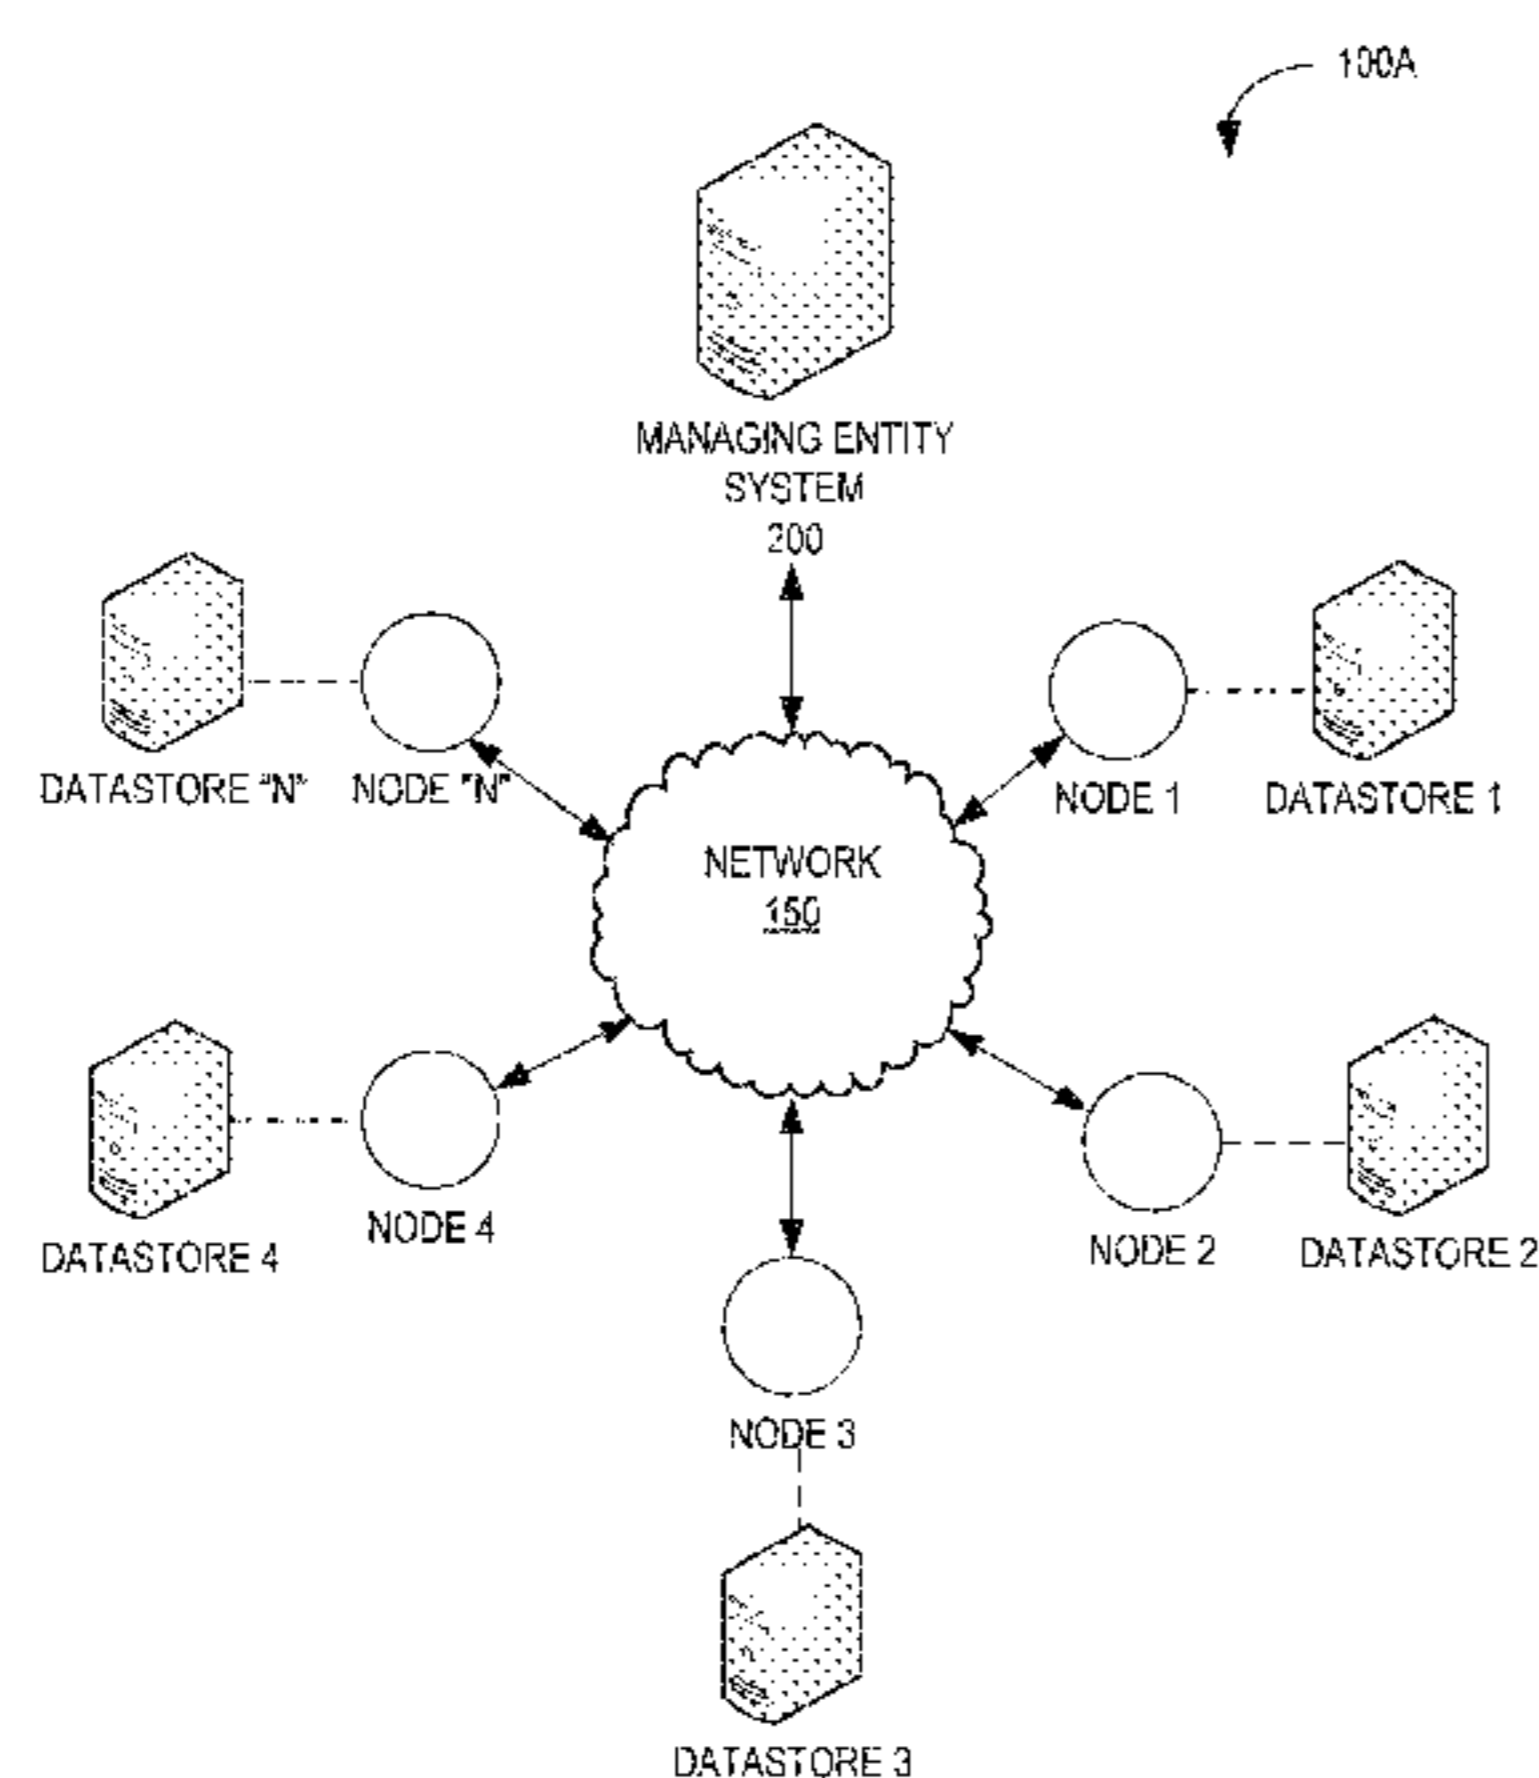 100A
MANAGING ENTITY
SYSTEM
200
DATASTORE "N"
NODE "N"
NODE 1
DATASTORE 1
NETWORK
150
DATASTORE 4
NODE 4
NODE 2
DATASTORE 2
NODE 3
DATASTORE 3